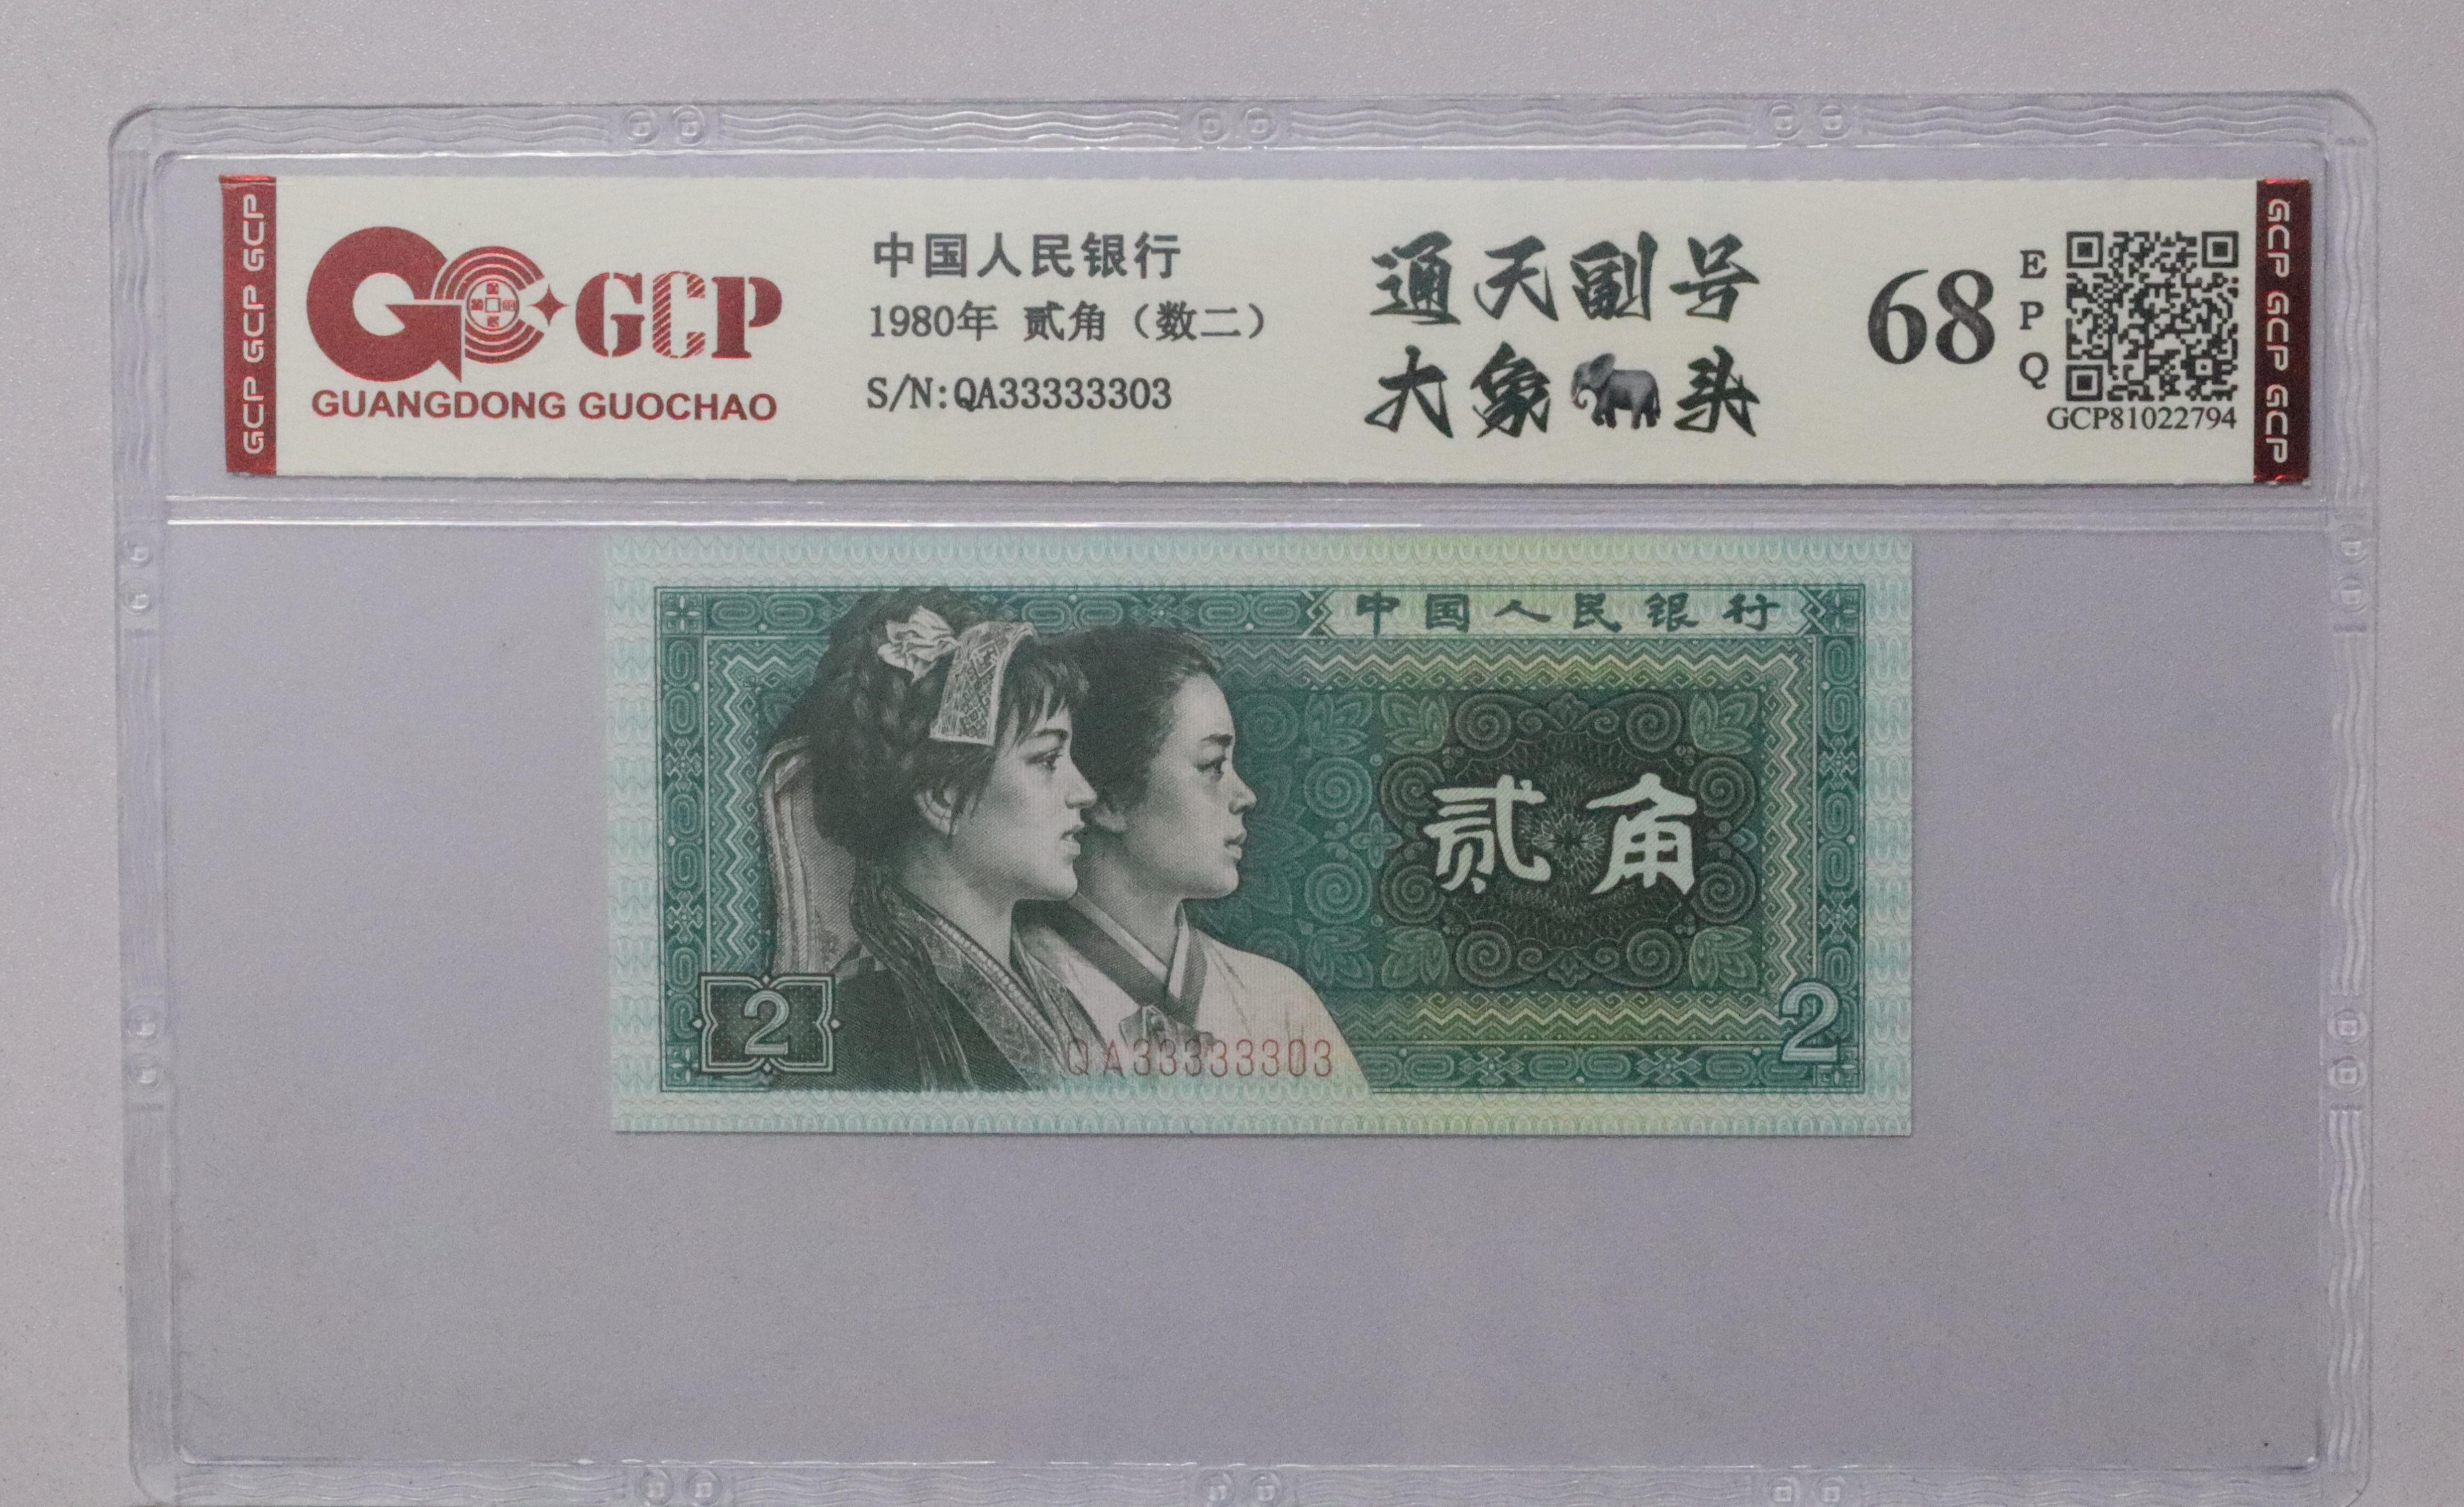 GCP GCP GCP
GCP
GUANGDONG GUOCHAO
中国人民银行
1980年 贰角（数二）
S/N:QA33333303
通天副号
大象头
68
EPQ
GCP81022794
GCP GCP GCP
中国人民银行
贰角
2
2
QA33333303